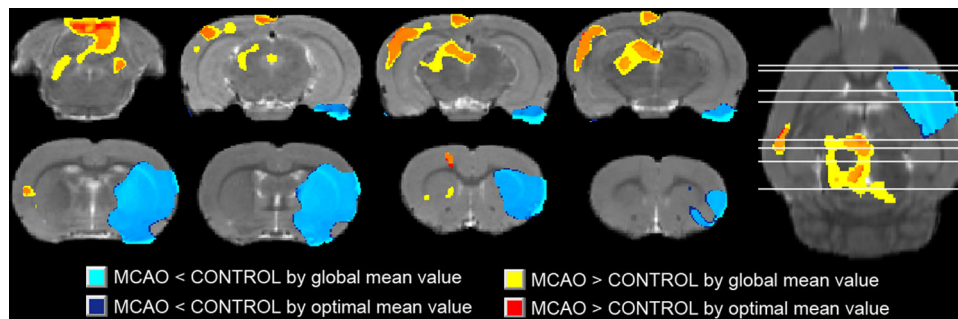 MCAO < CONTROL by global mean value
MCAO > CONTROL by global mean value
MCAO < CONTROL by optimal mean value
MCAO > CONTROL by optimal mean value